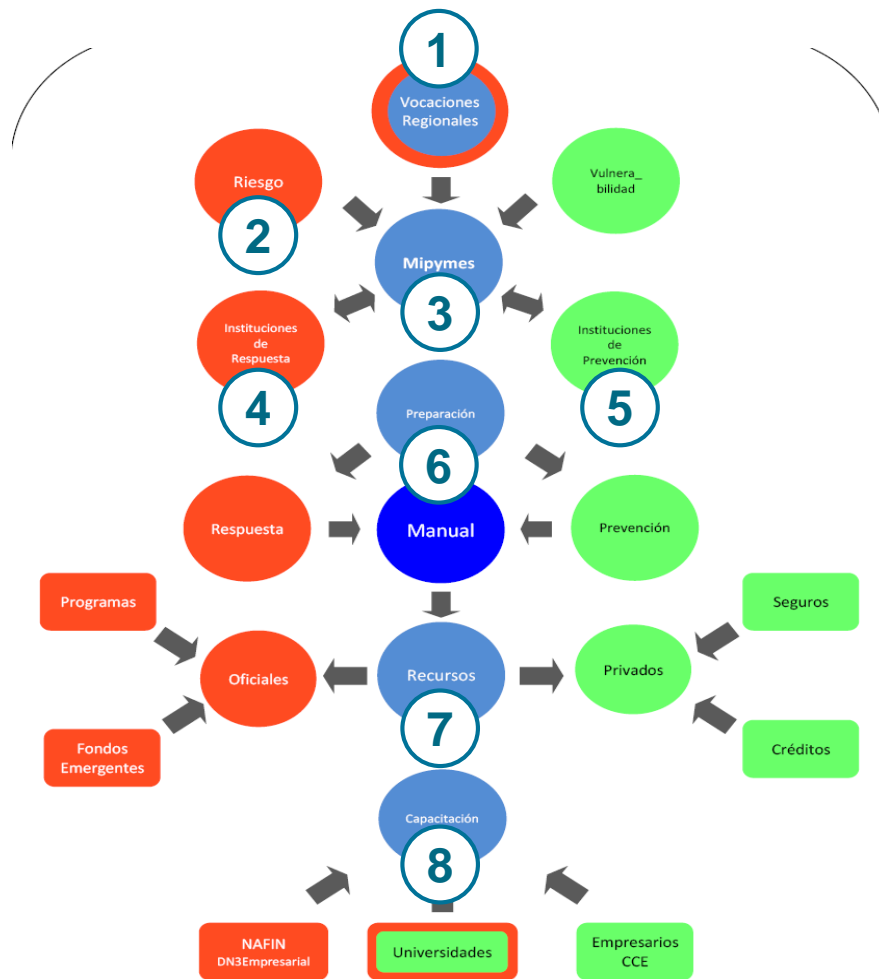 1
Vocaciones
Regionales
Riesgo
2
Vulnera_
bilidad
Mipymes
3
Instituciones
de
Respuesta
4
Instituciones
de
Prevención
5
Preparación
6
Respuesta
Manual
Prevención
Programas
Seguros
Oficiales
Recursos
7
Privados
Fondos
Emergentes
Créditos
Capacitación
8
NAFIN
DN3Empresarial
Universidades
Empresarios
CCE